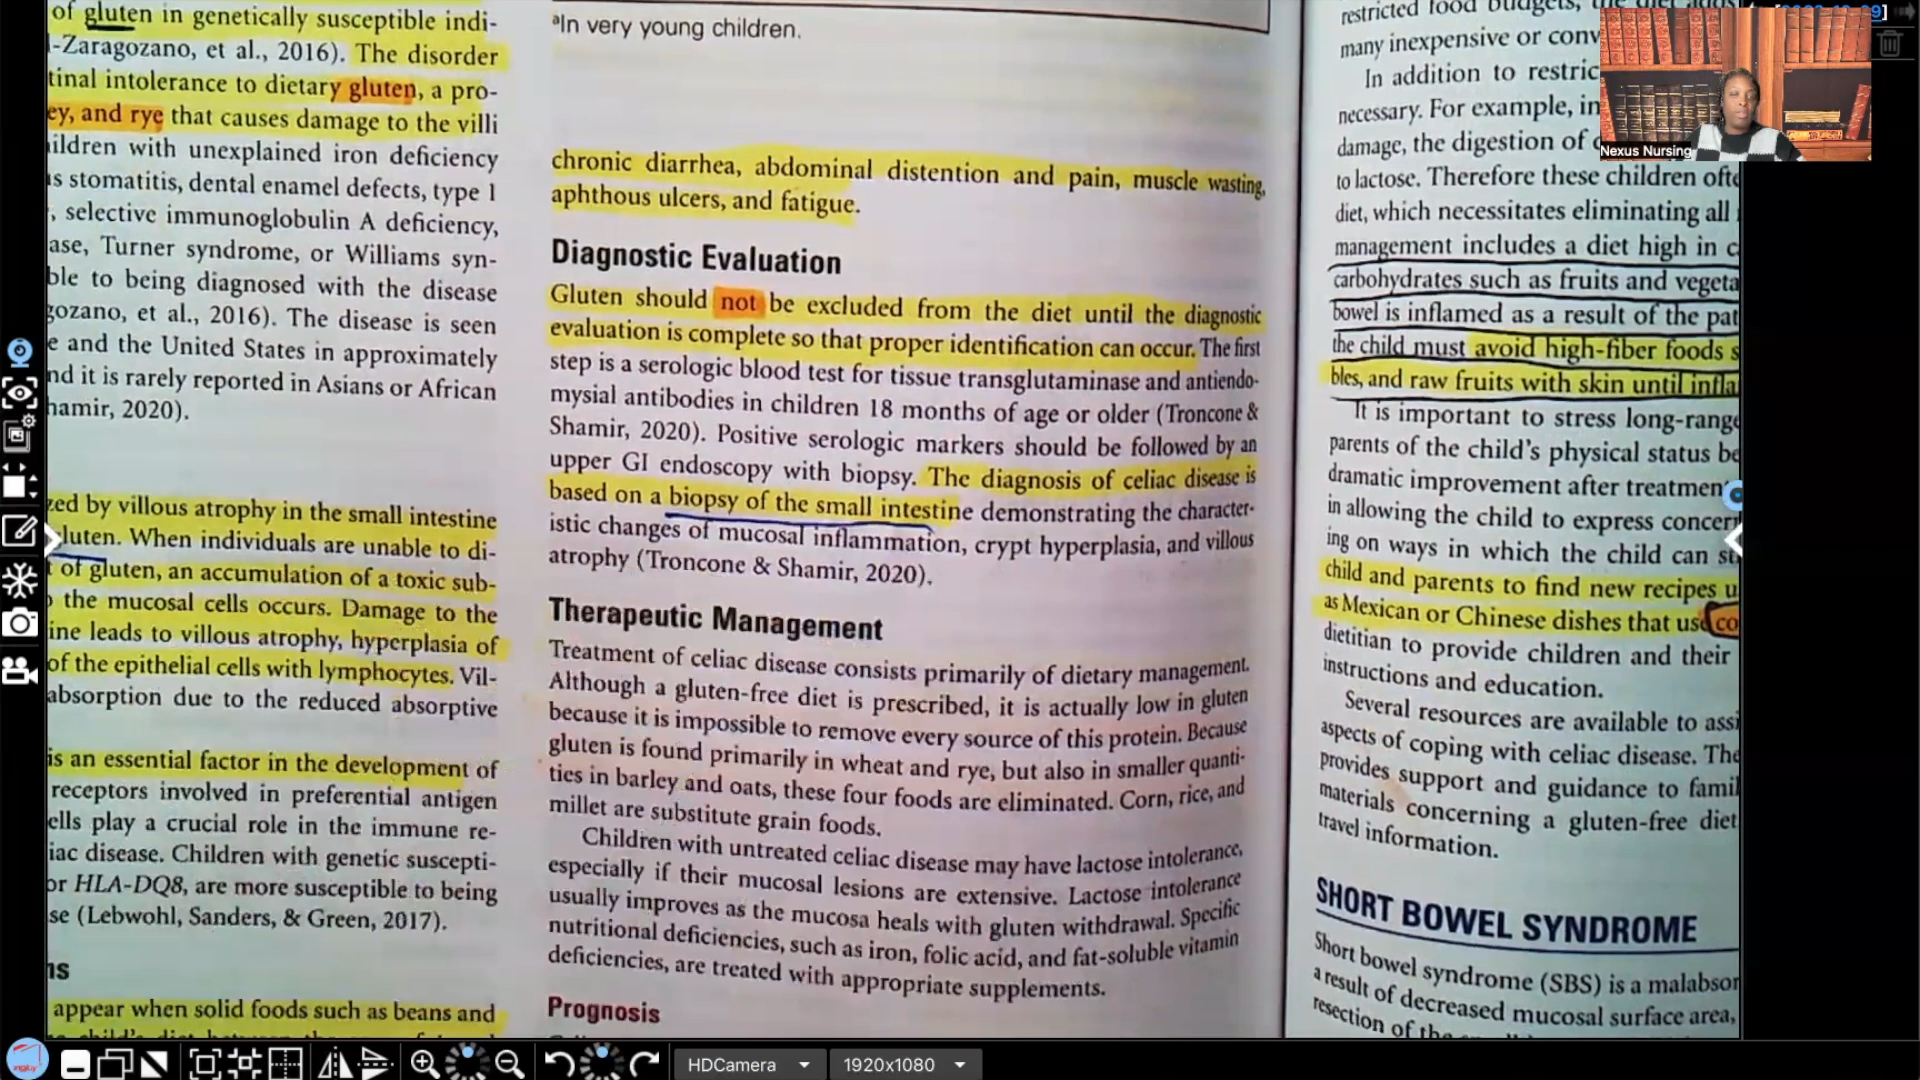 of gluten in genetically susceptible indi-
-Zaragozano, et al., 2016). The disorder
tinal intolerance to dietary gluten, a pro-
ey, and rye that causes damage to the villi
ildren with unexplained iron deficiency
s stomatitis, dental enamel defects, type 1
, selective immunoglobulin A deficiency,
ase, Turner syndrome, or Williams syn-
ble to being diagnosed with the disease
gozano, et al., 2016). The disease is seen
e and the United States in approximately
nd it is rarely reported in Asians or African
hamir, 2020).
zed by villous atrophy in the small intestine
luten. When individuals are unable to di-
t of gluten, an accumulation of a toxic sub-
the mucosal cells occurs. Damage to the
ine leads to villous atrophy, hyperplasia of
of the epithelial cells with lymphocytes. Vil-
absorption due to the reduced absorptive
is an essential factor in the development of
receptors involved in preferential antigen
ells play a crucial role in the immune re-
iac disease. Children with genetic suscepti-
or HLA-DQ8, are more susceptible to being
se (Lebwohl, Sanders, & Green, 2017).
ns
appear when solid foods such as beans and
aIn very young children.
chronic diarrhea, abdominal distention and pain, muscle wasting,
aphthous ulcers, and fatigue.
Diagnostic Evaluation
Gluten should not be excluded from the diet until the diagnostic
evaluation is complete so that proper identification can occur. The first
step is a serologic blood test for tissue transglutaminase and antiendo-
mysial antibodies in children 18 months of age or older (Troncone &
Shamir, 2020). Positive serologic markers should be followed by an
upper GI endoscopy with biopsy. The diagnosis of celiac disease is
based on a biopsy of the small intestine demonstrating the character-
istic changes of mucosal inflammation, crypt hyperplasia, and villous
atrophy (Troncone & Shamir, 2020).
Therapeutic Management
Treatment of celiac disease consists primarily of dietary management.
Although a gluten-free diet is prescribed, it is actually low in gluten
because it is impossible to remove every source of this protein. Because
gluten is found primarily in wheat and rye, but also in smaller quanti-
ties in barley and oats, these four foods are eliminated. Corn, rice, and
millet are substitute grain foods.
Children with untreated celiac disease may have lactose intolerance,
especially if their mucosal lesions are extensive. Lactose intolerance
usually improves as the mucosa heals with gluten withdrawal. Specific
nutritional deficiencies, such as iron, folic acid, and fat-soluble vitamin
deficiencies, are treated with appropriate supplements.
Prognosis
restricted food budgets, the diet adds
many inexpensive or conv
In addition to restric
necessary. For example, in
damage, the digestion of
to lactose. Therefore these children ofte
diet, which necessitates eliminating all
management includes a diet high in c
carbohydrates such as fruits and vegeta
bowel is inflamed as a result of the pat
the child must avoid high-fiber foods s
bles, and raw fruits with skin until infla
It is important to stress long-range
parents of the child's physical status be
dramatic improvement after treatmen
in allowing the child to express concern
ing on ways in which the child can st
child and parents to find new recipes u
as Mexican or Chinese dishes that use co
dietitian to provide children and their
instructions and education.
Several resources are available to assi
aspects of coping with celiac disease. The
provides support and guidance to famil
materials concerning a gluten-free diet
travel information.
SHORT BOWEL SYNDROME
Short bowel syndrome (SBS) is a malabsor
a result of decreased mucosal surface area,
resection of the
Nexus Nursing
HDCamera
1920x1080